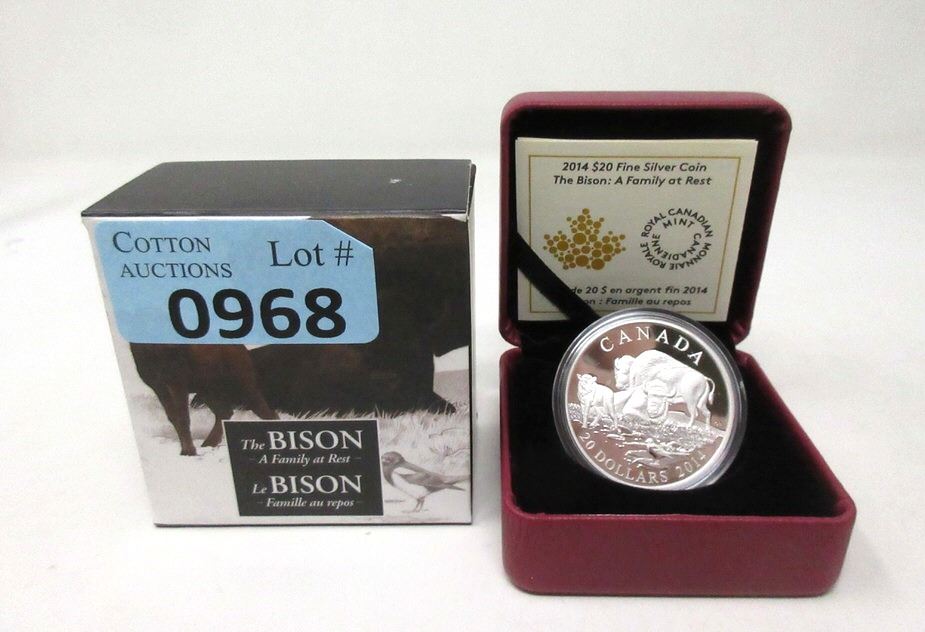 COTTON
AUCTIONS
Lot #
0968
The BISON
- A Family at Rest -
Le BISON
- Famille au repos -
2014 $20 Fine Silver Coin
The Bison: A Family at Rest
ROYAL CANADIAN MINT
MONNAIE ROYALE CANADIENNE
de 20 $ en argent fin 2014
: Famille au repos
CANADA
20 DOLLARS 2014